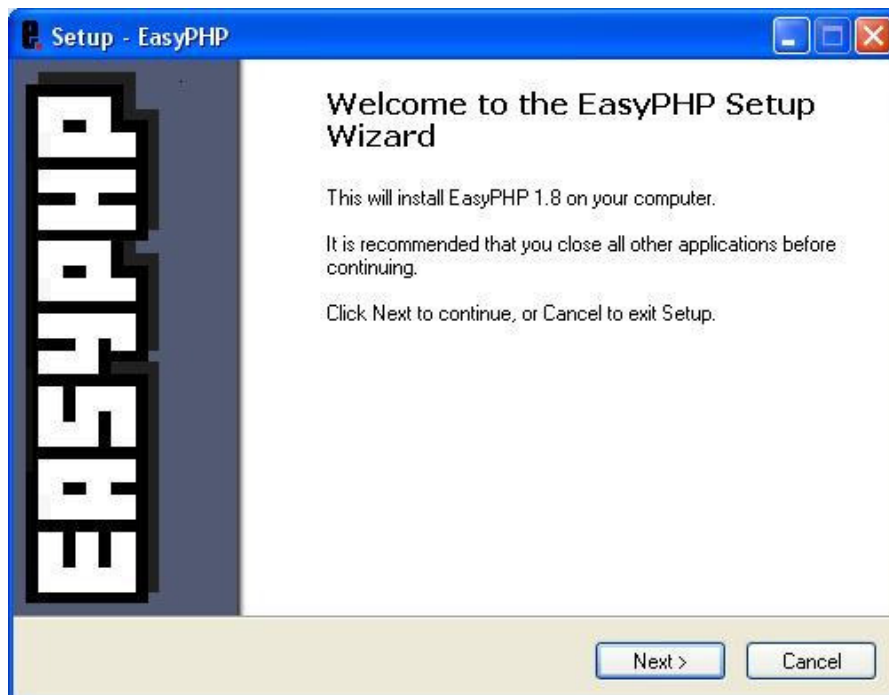 Setup - EasyPHP
EASYPHP
Welcome to the EasyPHP Setup
Wizard
This will install EasyPHP 1.8 on your computer.
It is recommended that you close all other applications before
continuing.
Click Next to continue, or Cancel to exit Setup.
Next >
Cancel